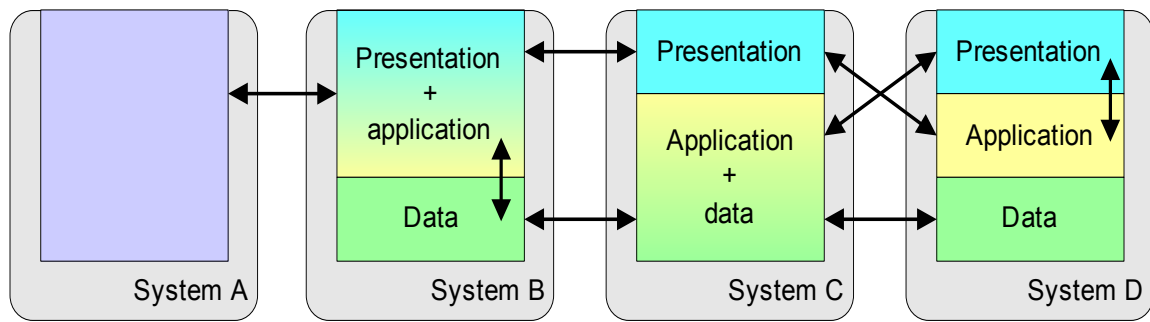 Presentation
+
application
Data
Presentation
Application
+
data
Presentation
Application
Data
System A
System B
System C
System D